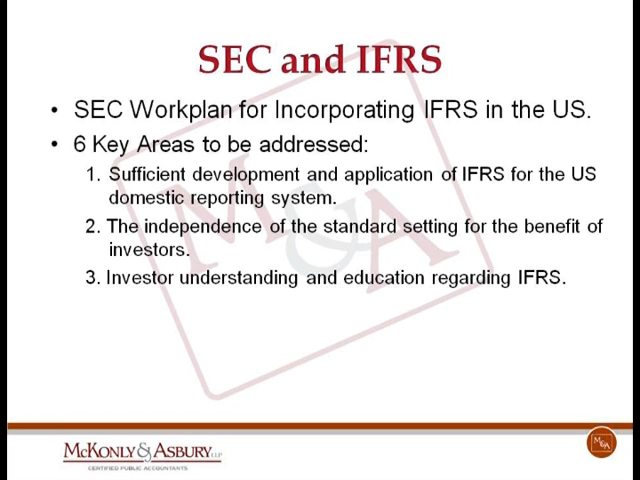 SEC and IFRS
• SEC Workplan for Incorporating IFRS in the US.
• 6 Key Areas to be addressed:
1. Sufficient development and application of IFRS for the US
domestic reporting system.
2. The independence of the standard setting for the benefit of
investors.
3. Investor understanding and education regarding IFRS.
M&A
McKonly & Asbury LLP
CERTIFIED PUBLIC ACCOUNTANTS
M&A